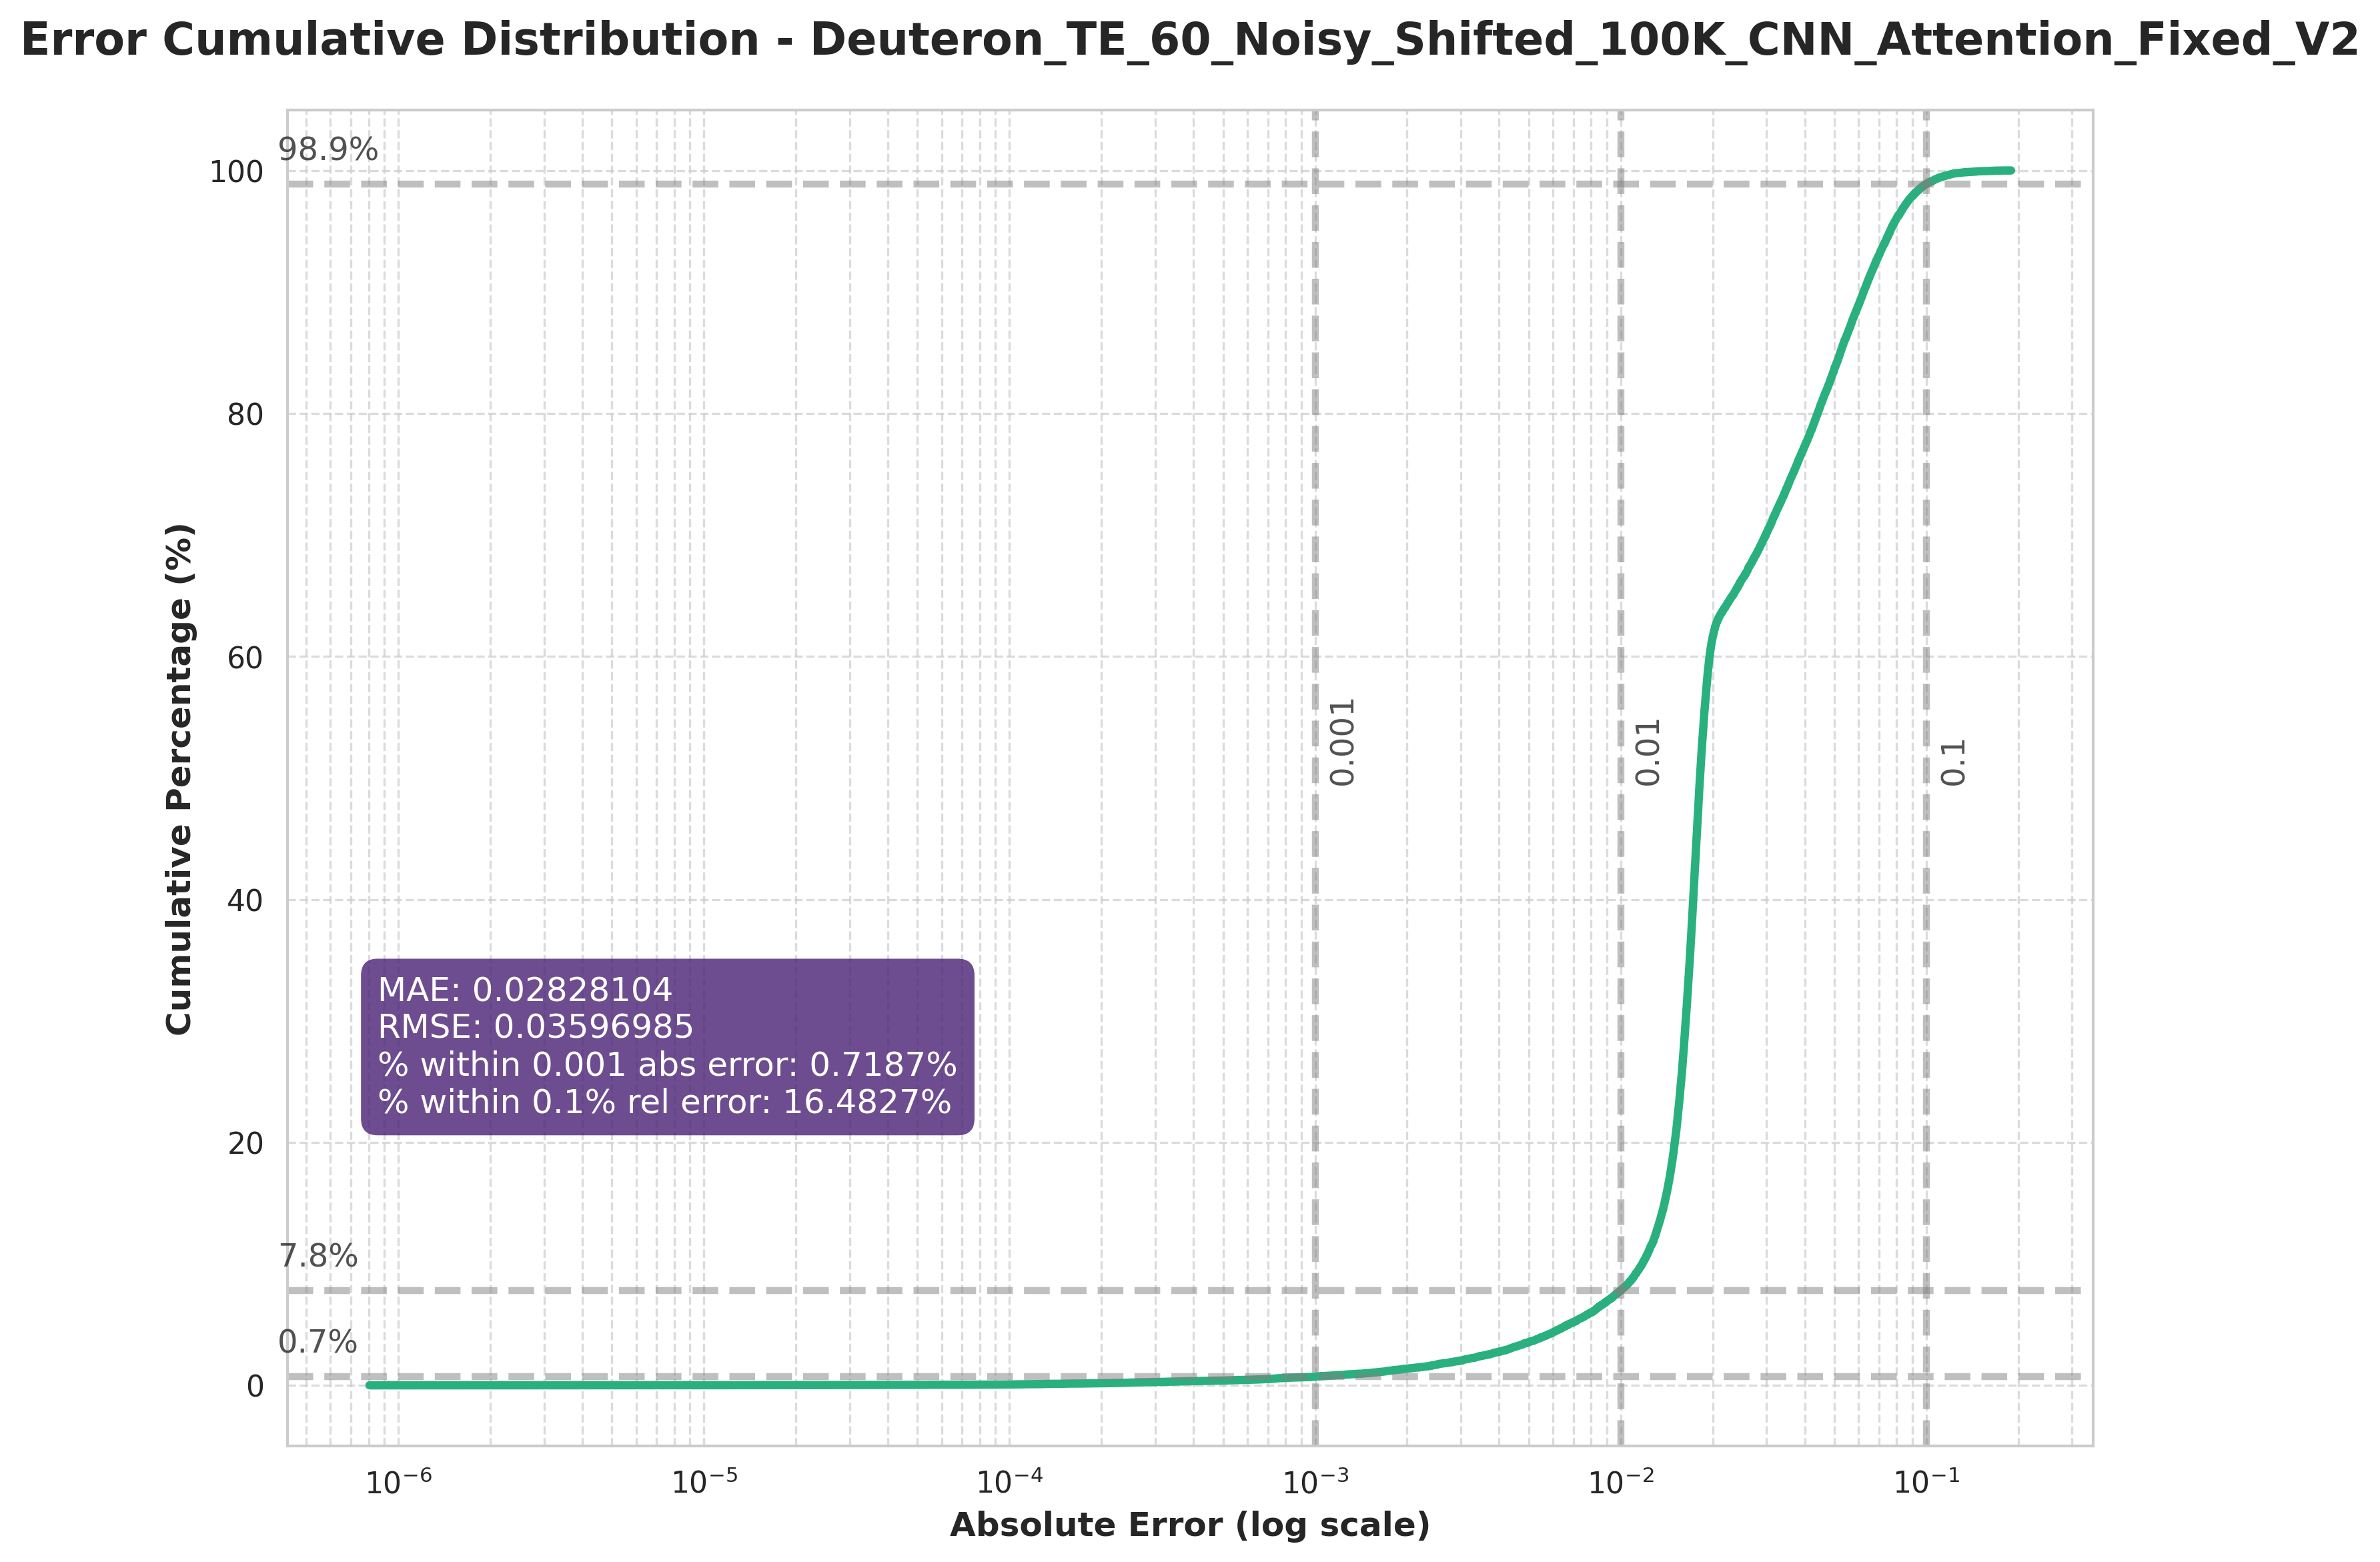 Error Cumulative Distribution - Deuteron_TE_60_Noisy_Shifted_100K_CNN_Attention_Fixed_V2
98.9%
100
80
60
40
20
0
7.8%
0.7%
Cumulative Percentage (%)
0.001
0.01
0.1
MAE: 0.02828104
RMSE: 0.03596985
% within 0.001 abs error: 0.7187%
% within 0.1% rel error: 16.4827%
10⁻⁶ 10⁻⁵ 10⁻⁴ 10⁻³ 10⁻² 10⁻¹
Absolute Error (log scale)